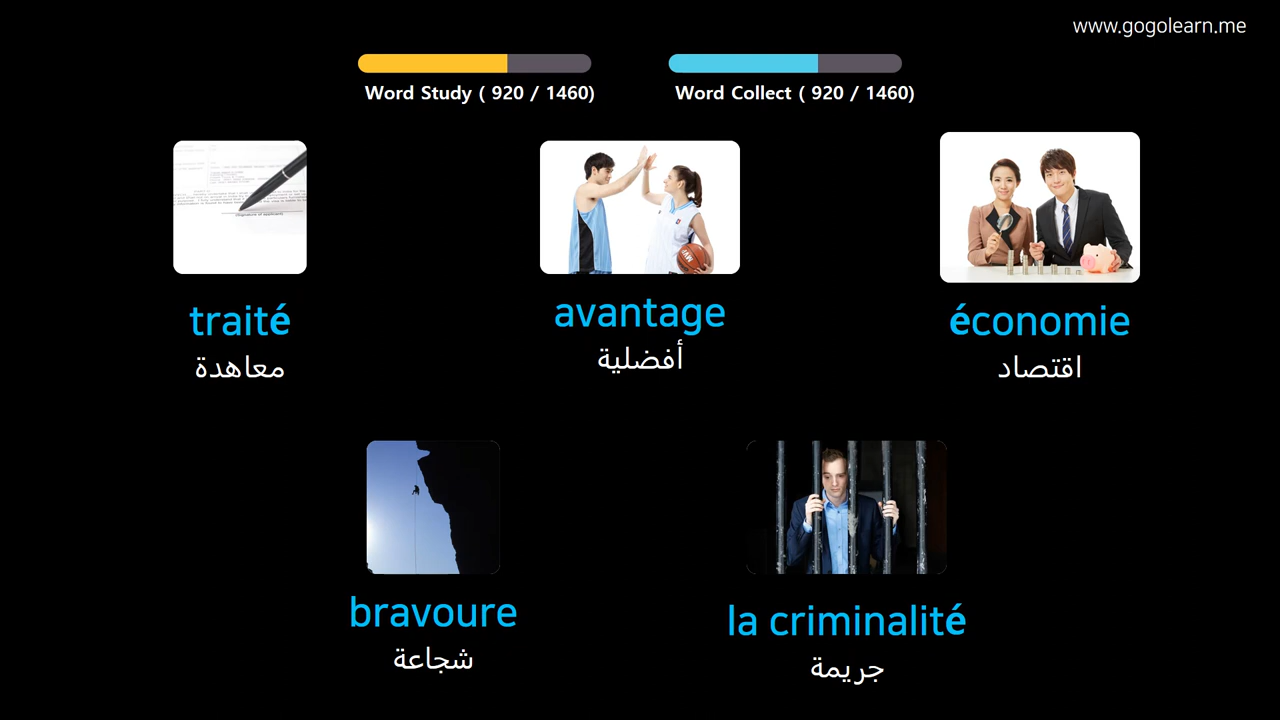 www.gogolearn.me
Word Study ( 920 / 1460)
Word Collect ( 920 / 1460)
traité
معاهدة
avantage
أفضلية
économie
اقتصاد
bravoure
شجاعة
la criminalité
جريمة